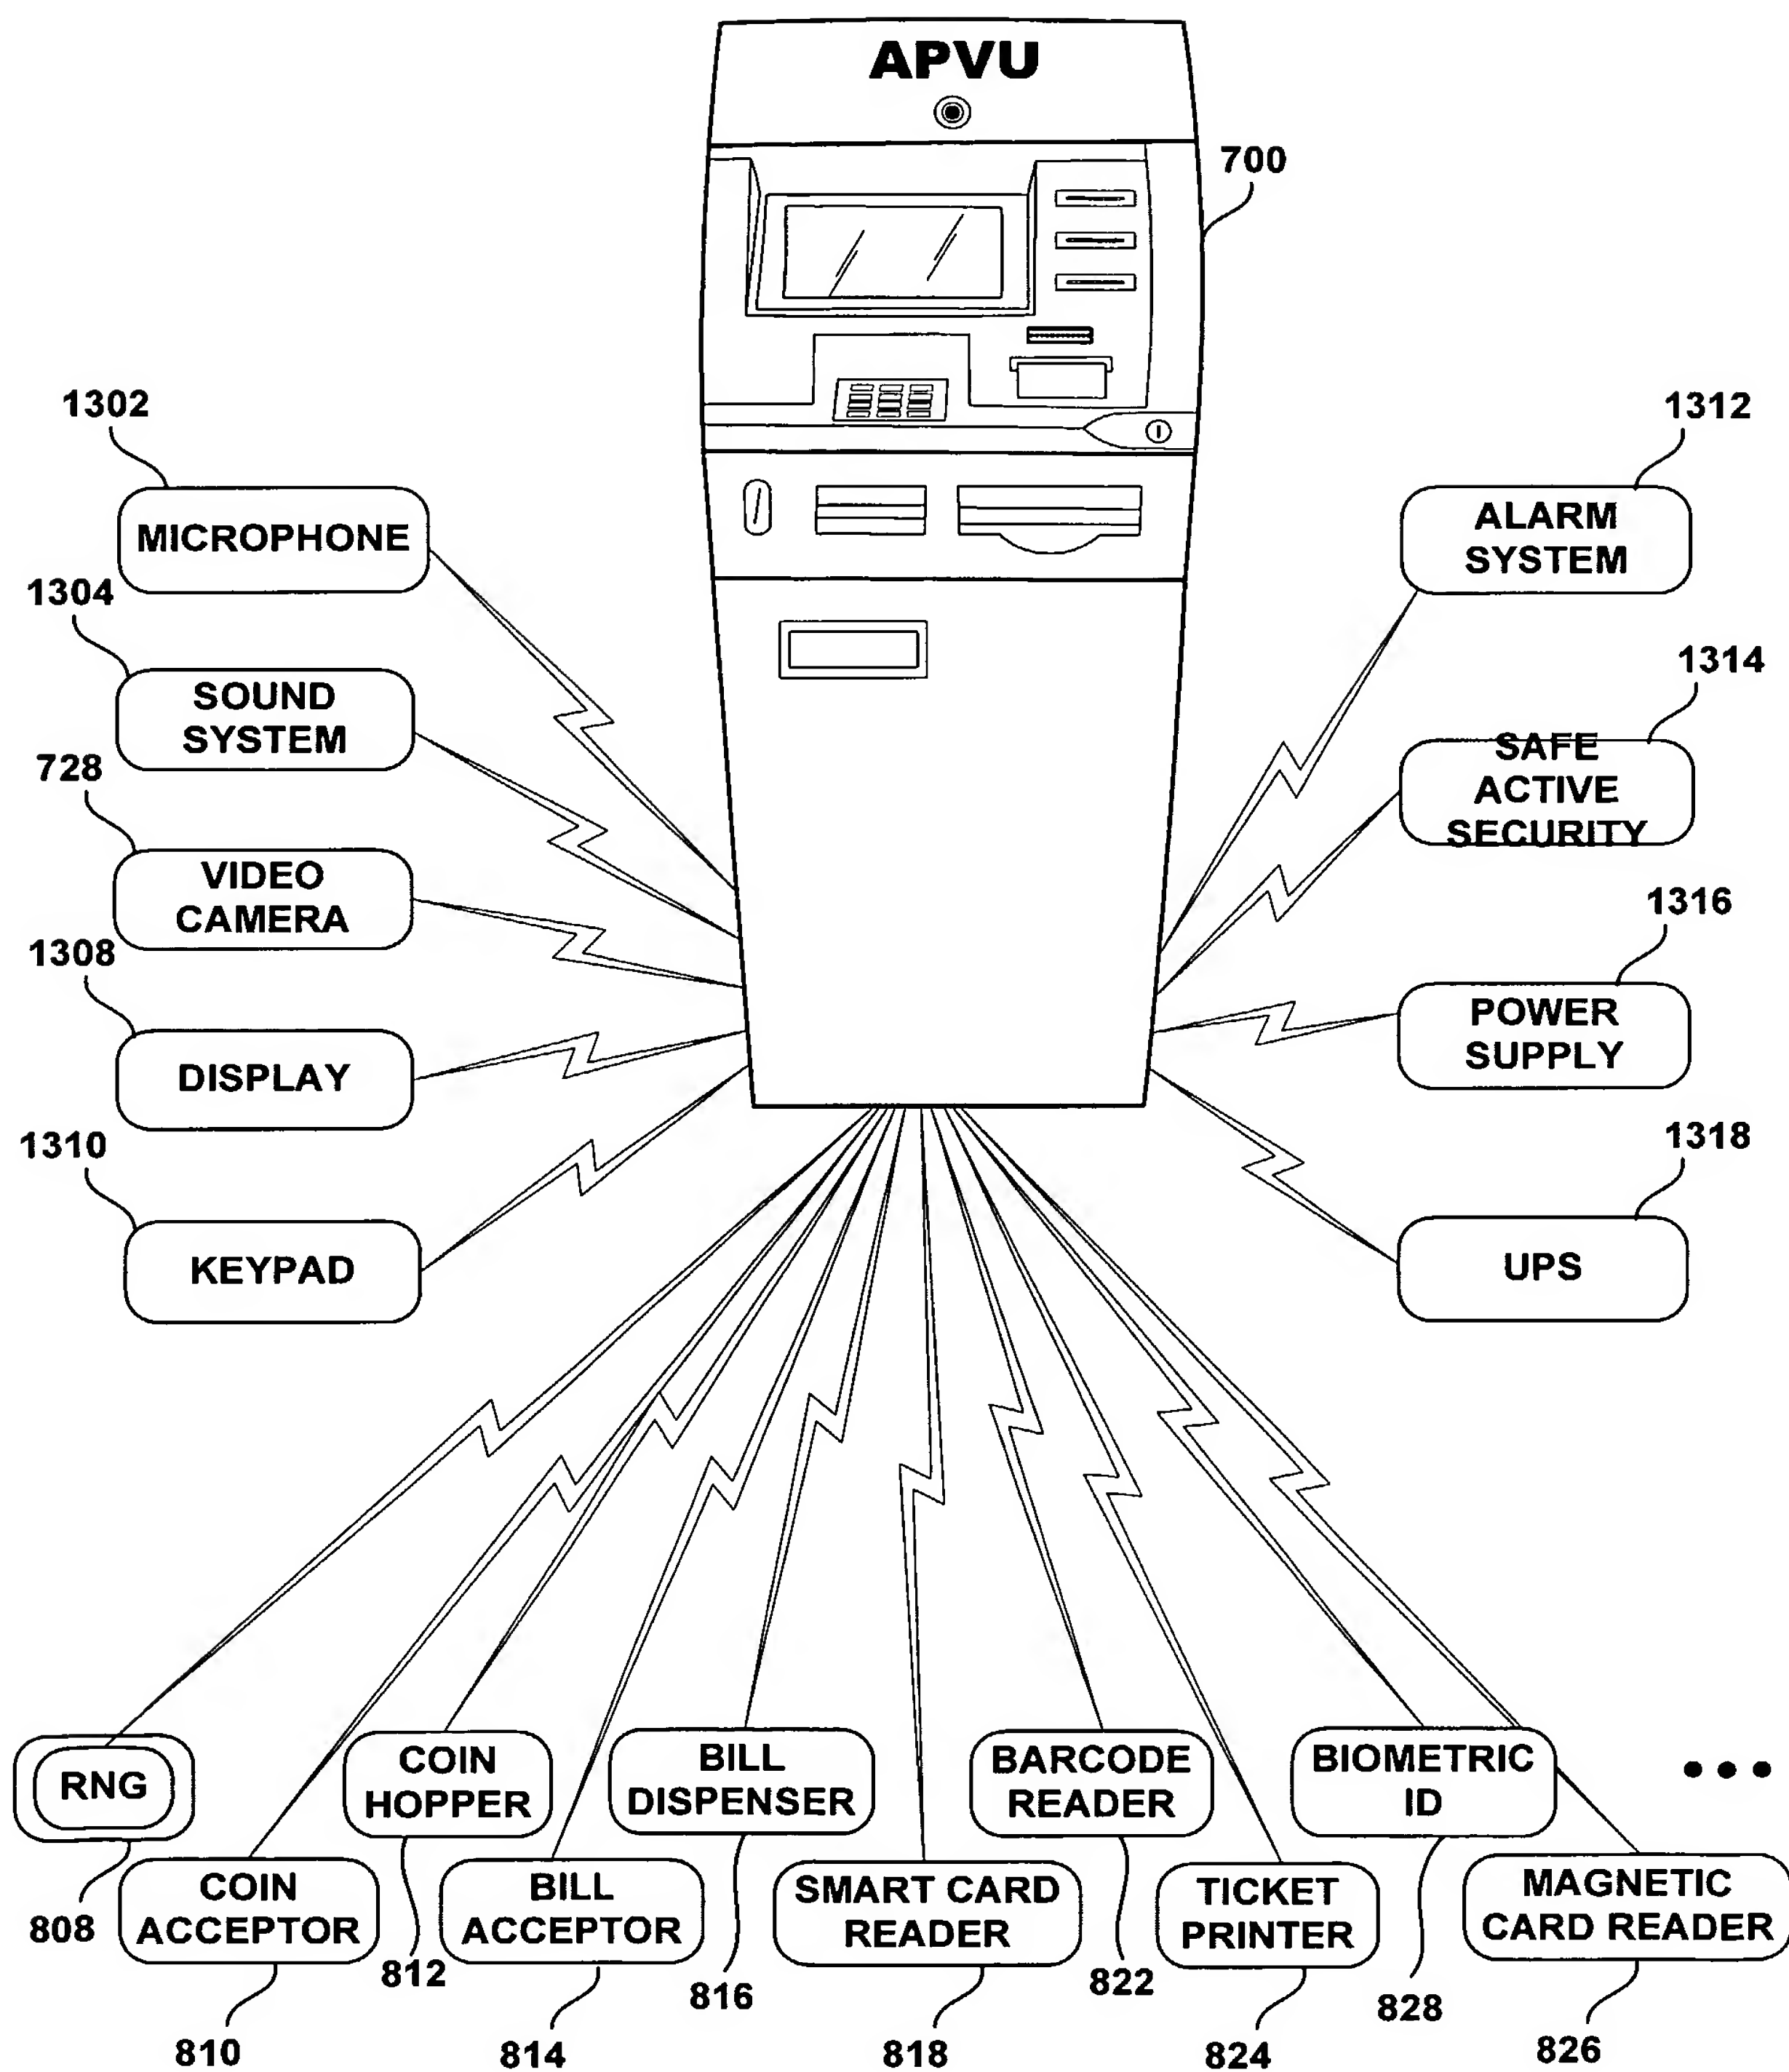 APVU
700
1302
MICROPHONE
1304
SOUND
SYSTEM
728
VIDEO
CAMERA
1308
DISPLAY
1310
KEYPAD
1312
ALARM
SYSTEM
1314
SAFE
ACTIVE
SECURITY
1316
POWER
SUPPLY
1318
UPS
RNG
808
COIN
ACCEPTOR
810
COIN
HOPPER
812
BILL
ACCEPTOR
814
BILL
DISPENSER
816
SMART CARD
READER
818
BARCODE
READER
822
TICKET
PRINTER
824
BIOMETRIC
ID
828
MAGNETIC
CARD READER
826